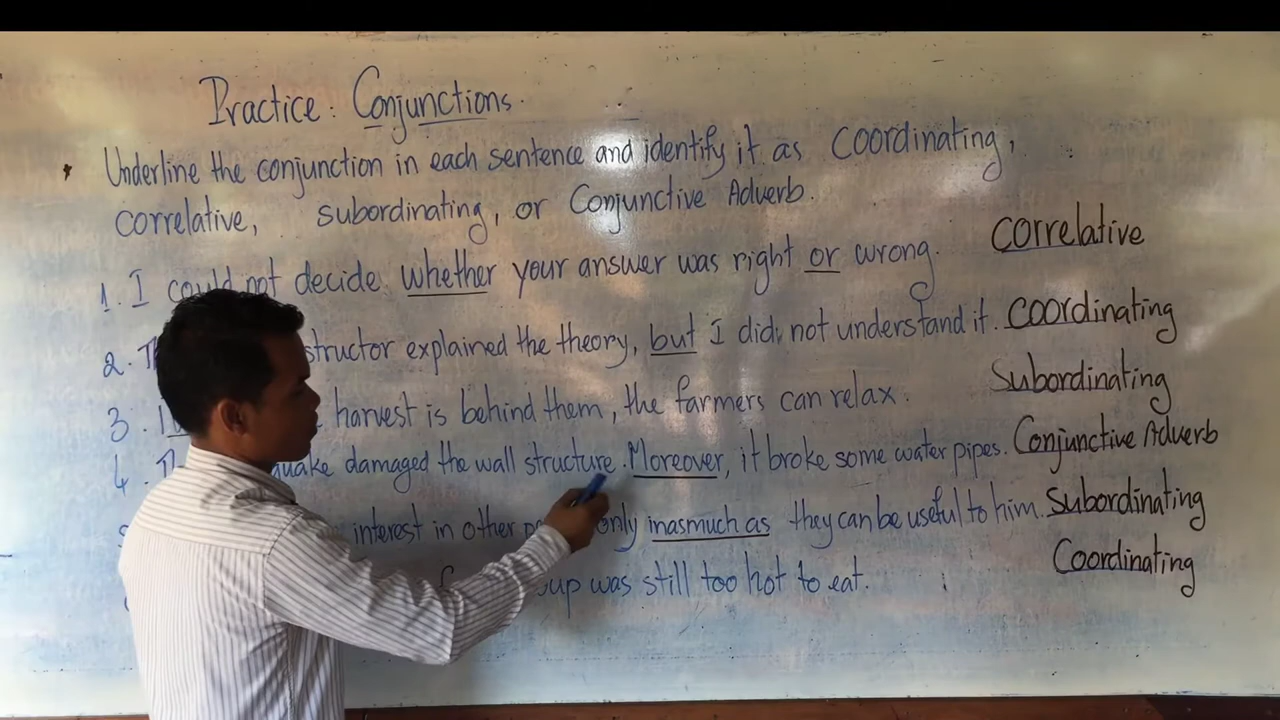 Practice: Conjunctions.
Underline the conjunction in each sentence and identify it as coordinating,
correlative, subordinating, or Conjunctive Adverb.
1. I could not decide whether your answer was right or wrong. correlative
2. structor explained the theory, but I did not understand it. Coordinating
3. harvest is behind them, the farmers can relax. Subordinating
4. quake damaged the wall structure. Moreover, it broke some water pipes. Conjunctive Adverb
interest in other only inasmuch as they can be useful to him. Subordinating
was still too hot to eat. Coordinating